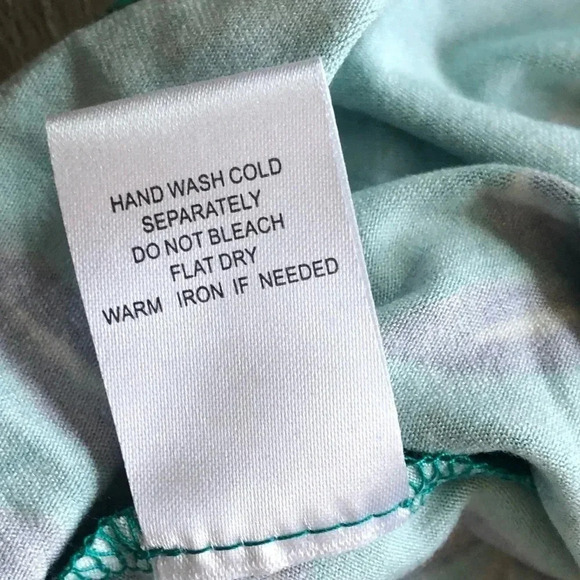 HAND WASH COLD
SEPARATELY
DO NOT BLEACH
FLAT DRY
WARM IRON IF NEEDED